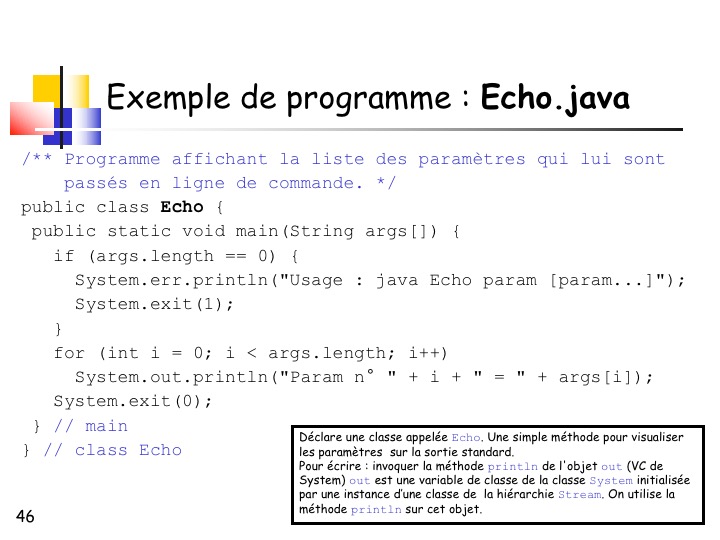 Exemple de programme : Echo.java
/** Programme affichant la liste des paramètres qui lui sont
passés en ligne de commande. */
public class Echo {
public static void main(String args[]) {
if (args.length == 0) {
System.err.println("Usage : java Echo param [param...]");
System.exit(1);
}
for (int i = 0; i < args.length; i++)
System.out.println("Param n° " + i + " = " + args[i]);
System.exit(0);
} // main
} // class Echo
Déclare une classe appelée Echo. Une simple méthode pour visualiser
les paramètres sur la sortie standard.
Pour écrire : invoquer la méthode println de l'objet out (VC de
System) out est une variable de classe de la classe System initialisée
par une instance d'une classe de la hiérarchie Stream. On utilise la
méthode println sur cet objet.
46